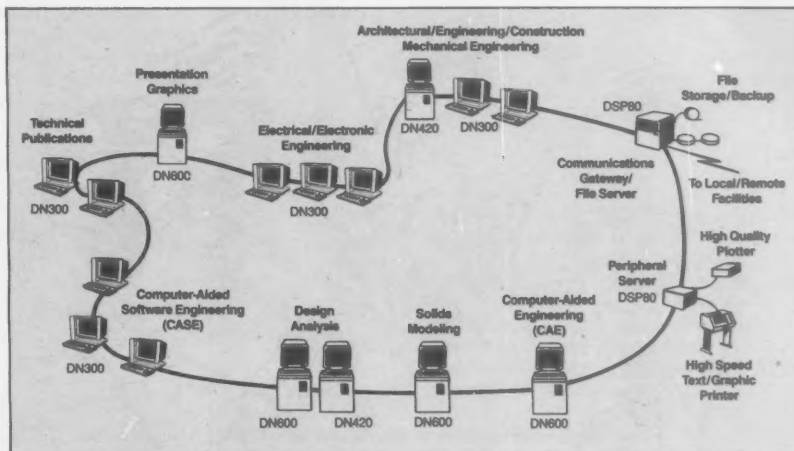 Architectural/Engineering/Construction
Mechanical Engineering
Presentation
Graphics
DSP80
File
Storage/Backup
Technical
Publications
Electrical/Electronic
Engineering
DN420
DN300
DN600
Communications
Gateway/
File Server
To Local/Remote
Facilities
DN300
DN300
High Quality
Plotter
Peripheral
Server
DSP80
Computer-Aided
Software Engineering
(CASE)
Design
Analysis
Solids
Modeling
Computer-Aided
Engineering
(CAE)
DN300
High Speed
Text/Graphic
Printer
DN600
DN420
DN600
DN600